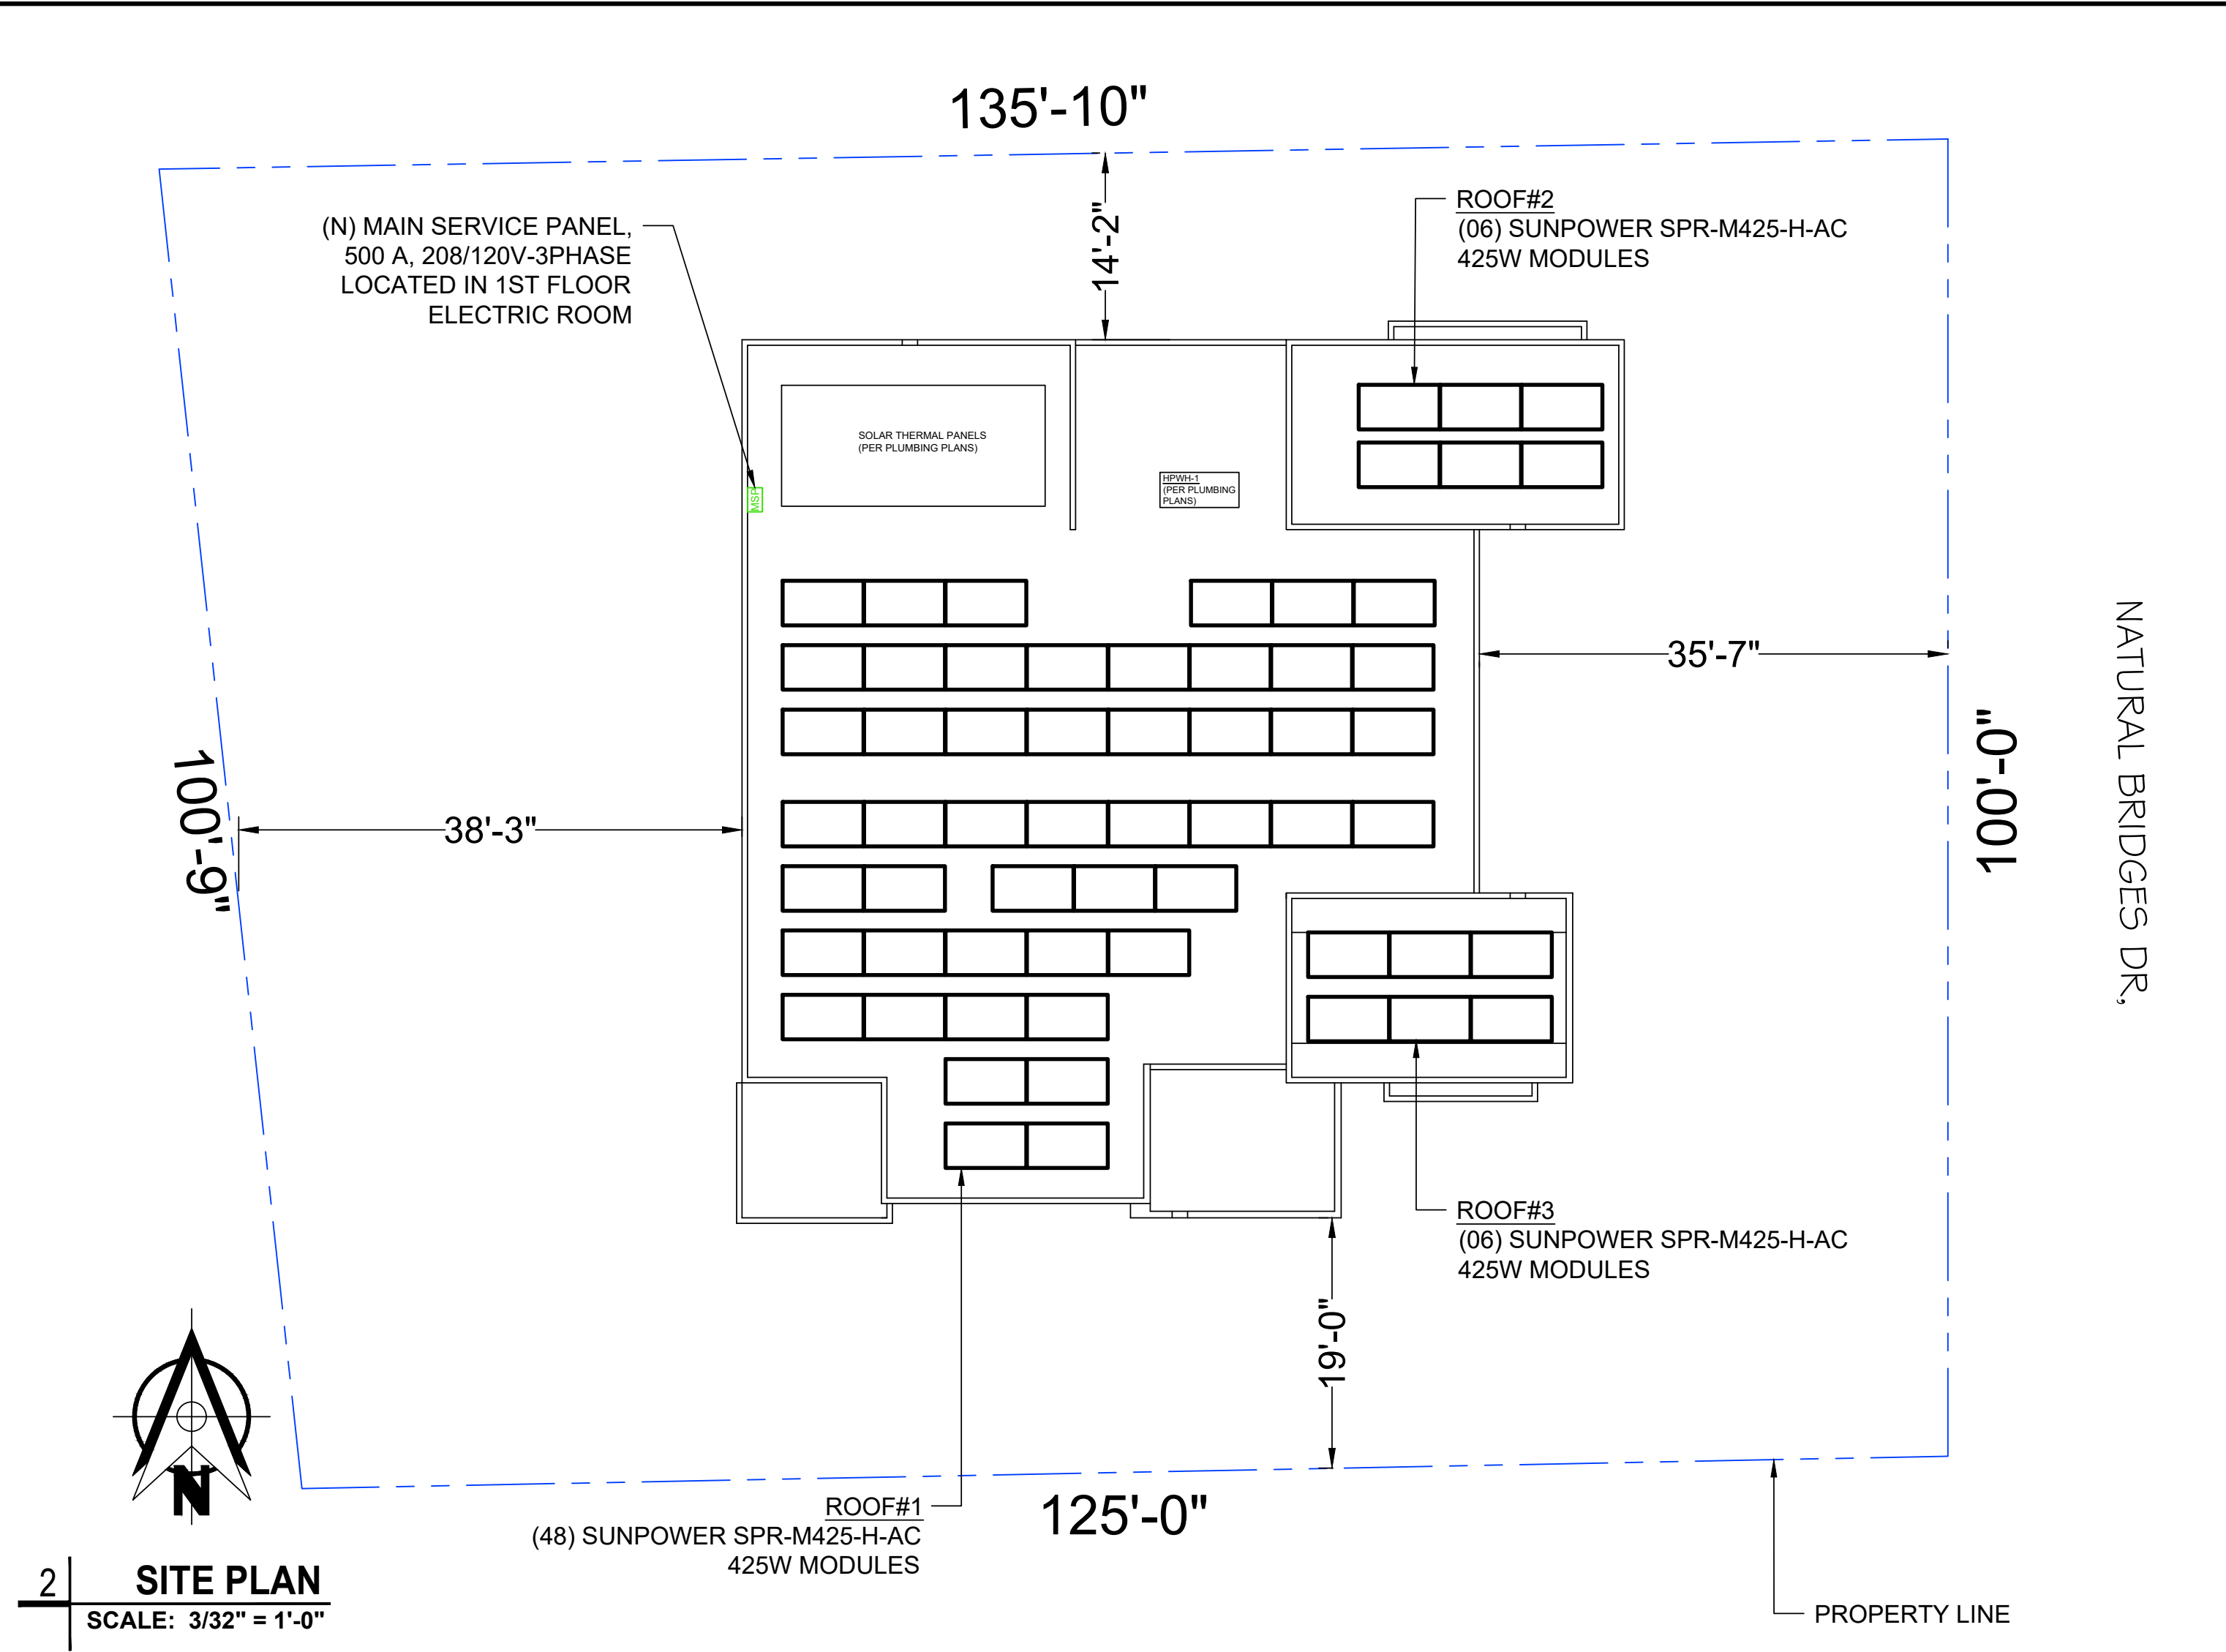 135'-10"
14'-2"
(N) MAIN SERVICE PANEL,
500 A, 208/120V-3PHASE
LOCATED IN 1ST FLOOR
ELECTRIC ROOM
ROOF#2
(06) SUNPOWER SPR-M425-H-AC
425W MODULES
SOLAR THERMAL PANELS
(PER PLUMBING PLANS)
HPWH-1
(PER PLUMBING
PLANS)
MSP
35'-7"
NATURAL BRIDGES DR,
100'-0"
100'-9"
38'-3"
ROOF#3
(06) SUNPOWER SPR-M425-H-AC
425W MODULES
19'-0"
N
ROOF#1
(48) SUNPOWER SPR-M425-H-AC
425W MODULES
125'-0"
2
SITE PLAN
SCALE: 3/32" = 1'-0"
PROPERTY LINE